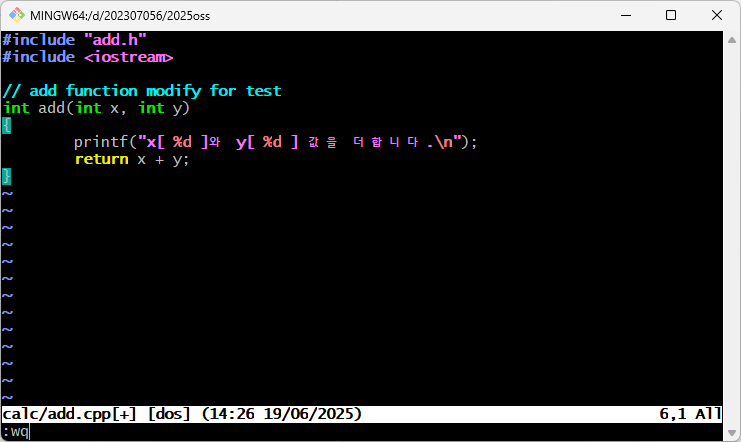 MINGW64:/d/202307056/2025oss
#include "add.h"
#include <iostream>

// add function modify for test
int add(int x, int y)
{
        printf("x[ %d ]와  y[ %d ] 값을  더합니다.\n");
        return x + y;
}
~
~
~
~
~
~
~
~
~
~
~
~
~
calc/add.cpp[+] [dos] (14:26 19/06/2025)                                 6,1 All
:wq